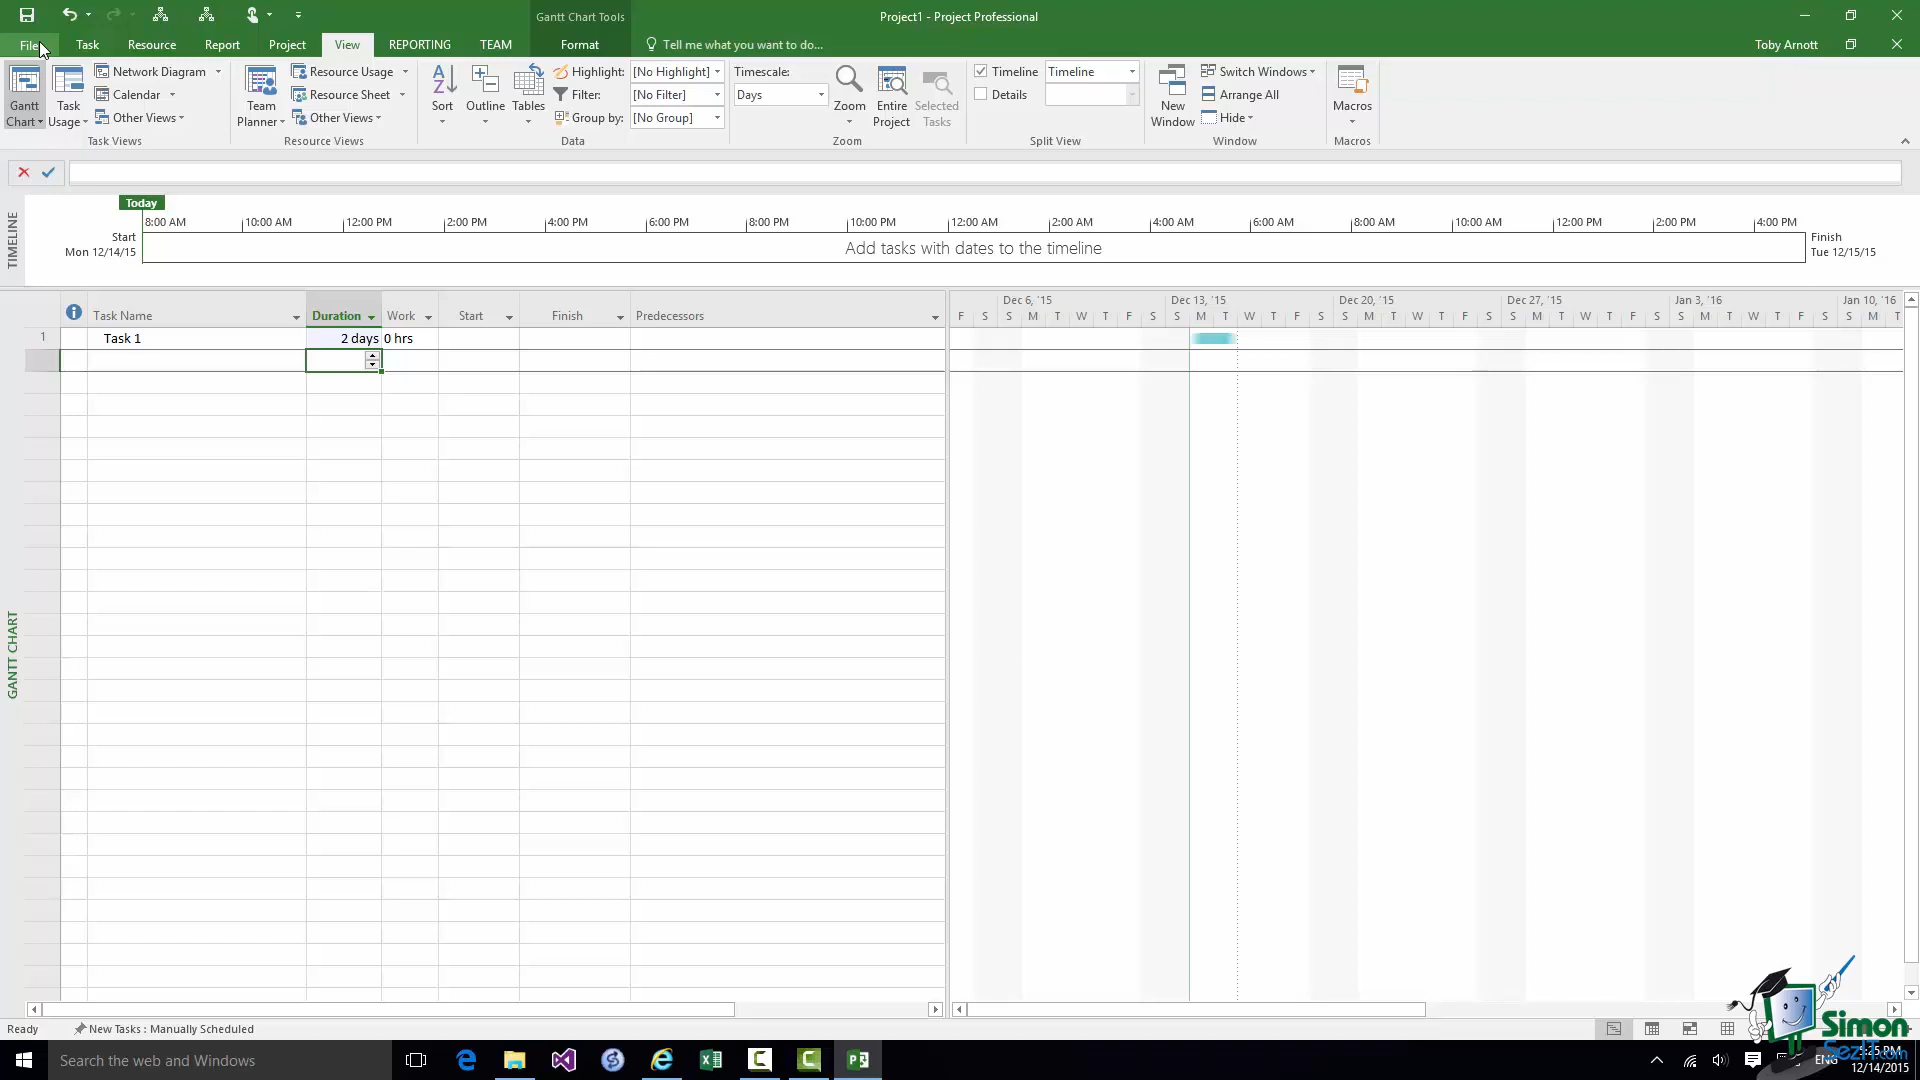 Gantt Chart Tools
Project1 - Project Professional
File Task Resource Report Project View REPORTING TEAM Format Tell me what you want to do... Toby Arnott
Gantt Chart
Task Usage
Network Diagram
Calendar
Other Views
Task Views
Team Planner
Resource Usage
Resource Sheet
Other Views
Resource Views
Sort
Outline
Tables
Highlight: [No Highlight]
Filter: [No Filter]
Group by: [No Group]
Data
Timescale:
Days
Zoom
Entire Project
Selected Tasks
Zoom
Timeline Timeline
Details
Split View
New Window
Switch Windows
Arrange All
Hide
Window
Macros
Macros
TIMELINE
Today
8:00 AM 10:00 AM 12:00 PM 2:00 PM 4:00 PM 6:00 PM 8:00 PM 10:00 PM 12:00 AM 2:00 AM 4:00 AM 6:00 AM 8:00 AM 10:00 AM 12:00 PM 2:00 PM 4:00 PM
Start
Mon 12/14/15
Add tasks with dates to the timeline
Finish
Tue 12/15/15
Task Name Duration Work Start Finish Predecessors
Dec 6, '15 Dec 13, '15 Dec 20, '15 Dec 27, '15 Jan 3, '16 Jan 10, '16
F S S M T W T F S S M T W T F S S M T W T F S S M T W T F S S M T W T F S S M T
1 Task 1 2 days 0 hrs
GANTT CHART
Ready New Tasks : Manually Scheduled
Search the web and Windows
ENG
12/14/2015
Simon
SezIT.com